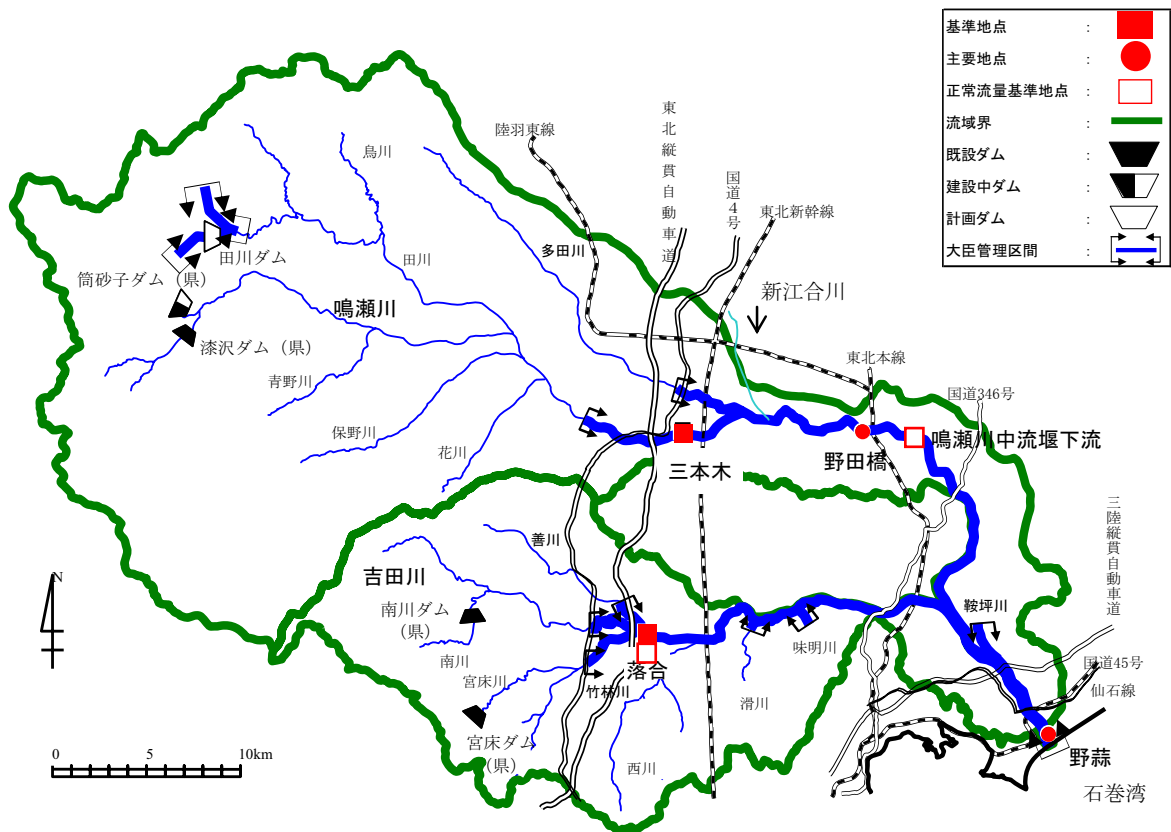 基準地点 :
主要地点 :
正常流量基準地点 :
流域界 :
既設ダム :
建設中ダム :
計画ダム :
大臣管理区間 :
陸羽東線
東北縦貫自動車道
国道4号
東北新幹線
鳥川
多田川
田川
田川ダム
筒砂子ダム（県）
鳴瀬川
新江合川
漆沢ダム（県）
東北本線
国道346号
青野川
保野川
花川
三本木
野田橋
鳴瀬川中流堰下流
三陸縦貫自動車道
善川
吉田川
南川ダム
（県）
鞍坪川
味明川
南川
宮床川
竹林川
落合
滑川
国道45号
仙石線
宮床ダム
（県）
西川
野蒜
石巻湾
N
0 5 10km